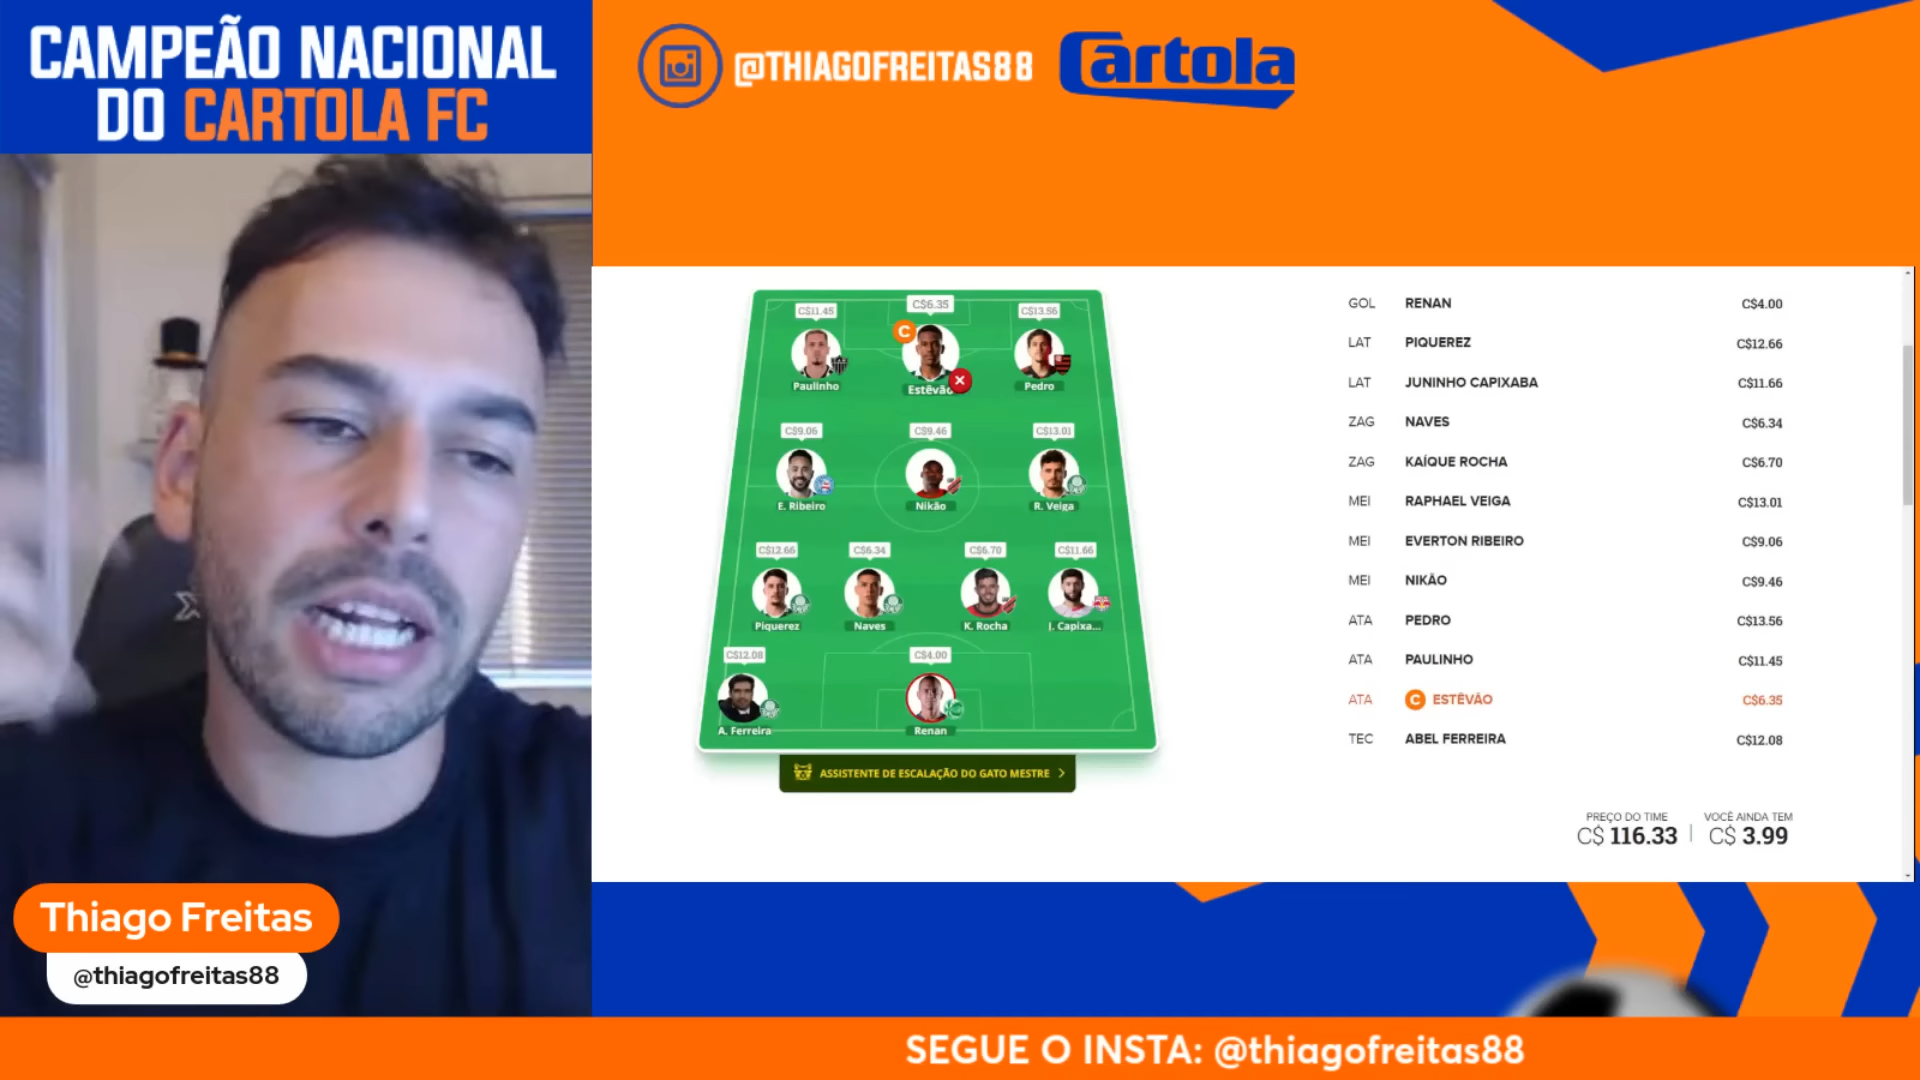 CAMPEÃO NACIONAL
DO CARTOLA FC
@THIAGOFREITAS88
Cartola
C$11.45
C$6.35
C$13.56
C
Paulinho
Estêvão
Pedro
C$9.06
C$9.46
C$13.01
E. Ribeiro
Nikão
R. Veiga
C$12.66
C$6.34
C$6.70
C$11.66
Piquerez
Naves
K. Rocha
J. Capixa...
C$12.08
C$4.00
A. Ferreira
Renan
ASSISTENTE DE ESCALAÇÃO DO GATO MESTRE
GOL RENAN C$4.00
LAT PIQUEREZ C$12.66
LAT JUNINHO CAPIXABA C$11.66
ZAG NAVES C$6.34
ZAG KAÍQUE ROCHA C$6.70
MEI RAPHAEL VEIGA C$13.01
MEI EVERTON RIBEIRO C$9.06
MEI NIKÃO C$9.46
ATA PEDRO C$13.56
ATA PAULINHO C$11.45
ATA C ESTÊVÃO C$6.35
TEC ABEL FERREIRA C$12.08
PREÇO DO TIME
C$ 116.33
VOCÊ AINDA TEM
C$ 3.99
Thiago Freitas
@thiagofreitas88
SEGUE O INSTA: @thiagofreitas88